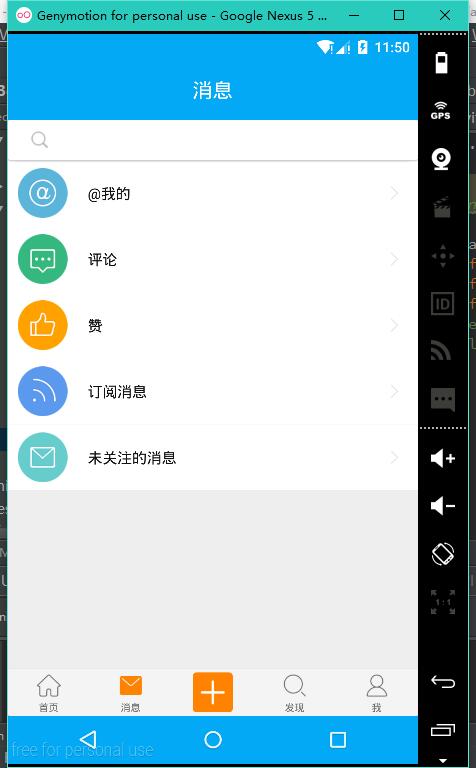 Genymotion for personal use - Google Nexus 5 ...
11:50
消息
@我的
评论
赞
订阅消息
未关注的消息
首页
消息
发现
我
free for personal use
GPS
ID
1:1